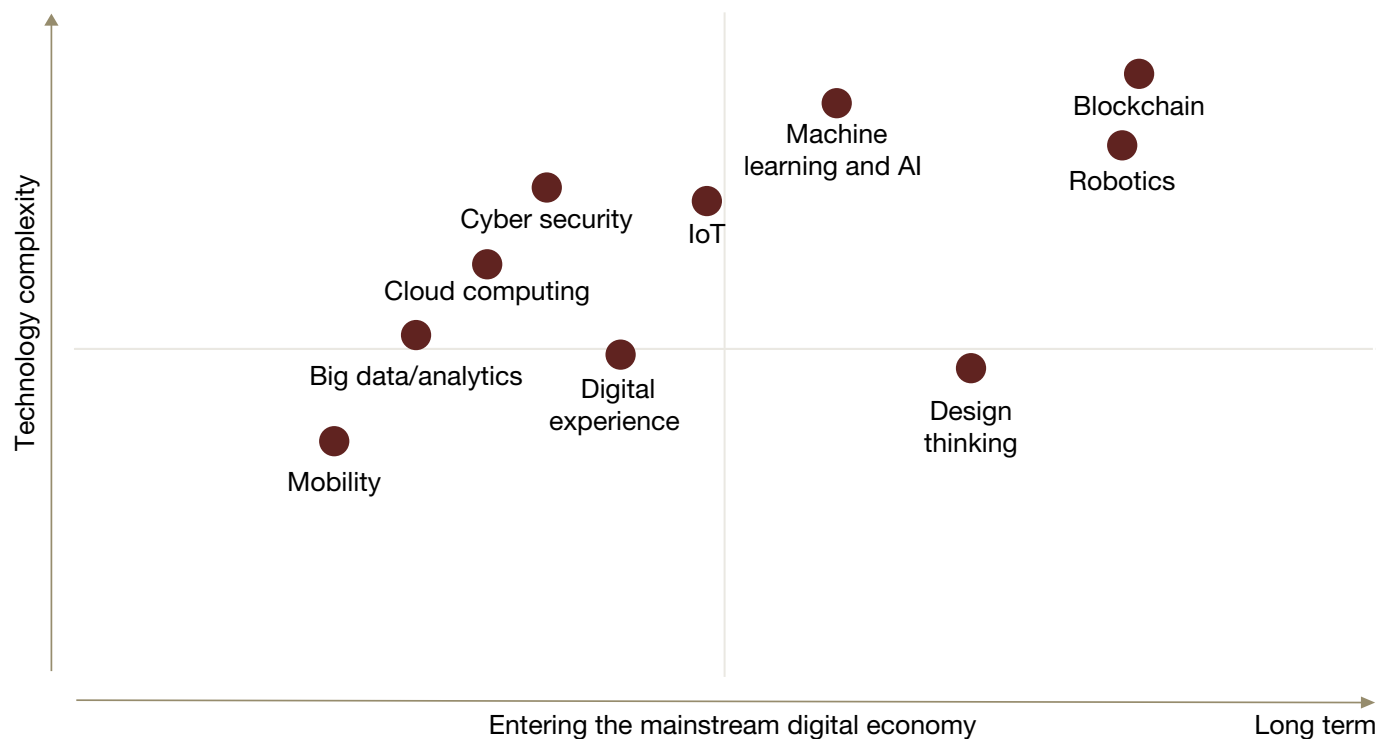 Blockchain
Machine
learning and AI
Robotics
Cyber security
IoT
Cloud computing
Big data/analytics
Digital
experience
Design
thinking
Mobility
Technology complexity
Entering the mainstream digital economy
Long term